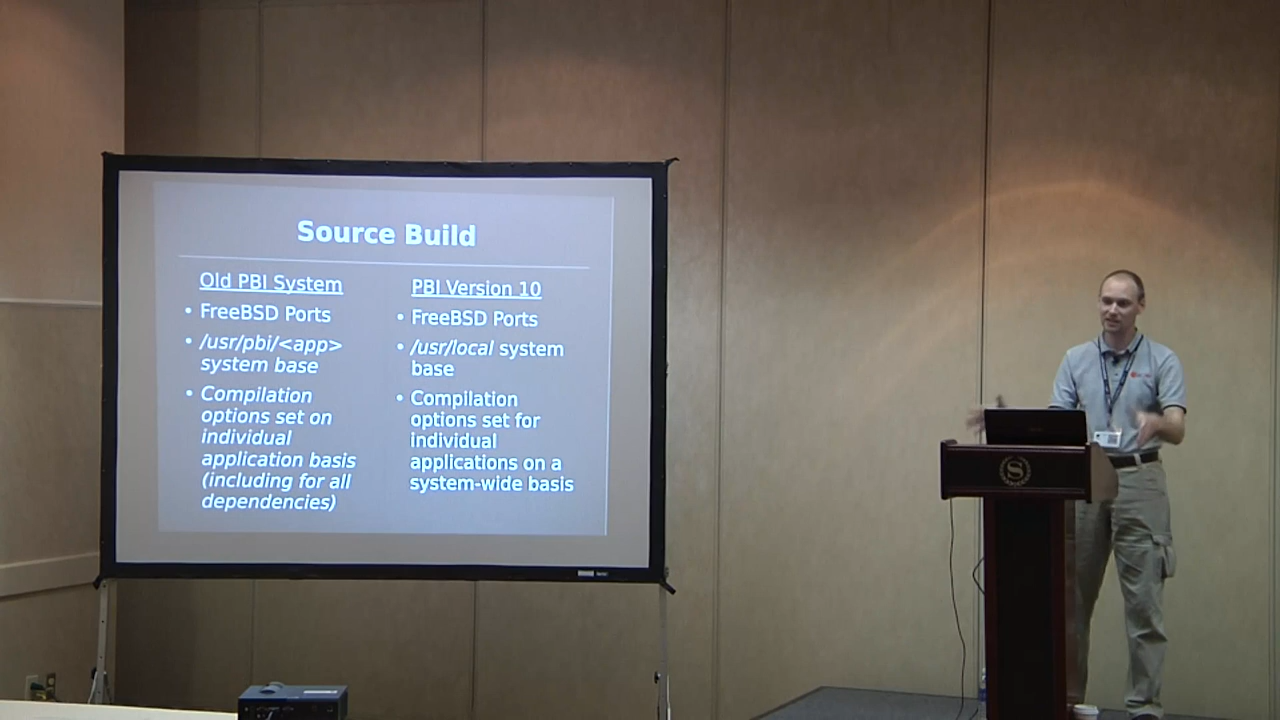 Source Build
Old PBI System
• FreeBSD Ports
• /usr/pbi/<app>
system base
• Compilation
options set on
individual
application basis
(including for all
dependencies)
PBI Version 10
• FreeBSD Ports
• /usr/local system
base
• Compilation
options set for
individual
applications on a
system-wide basis
S